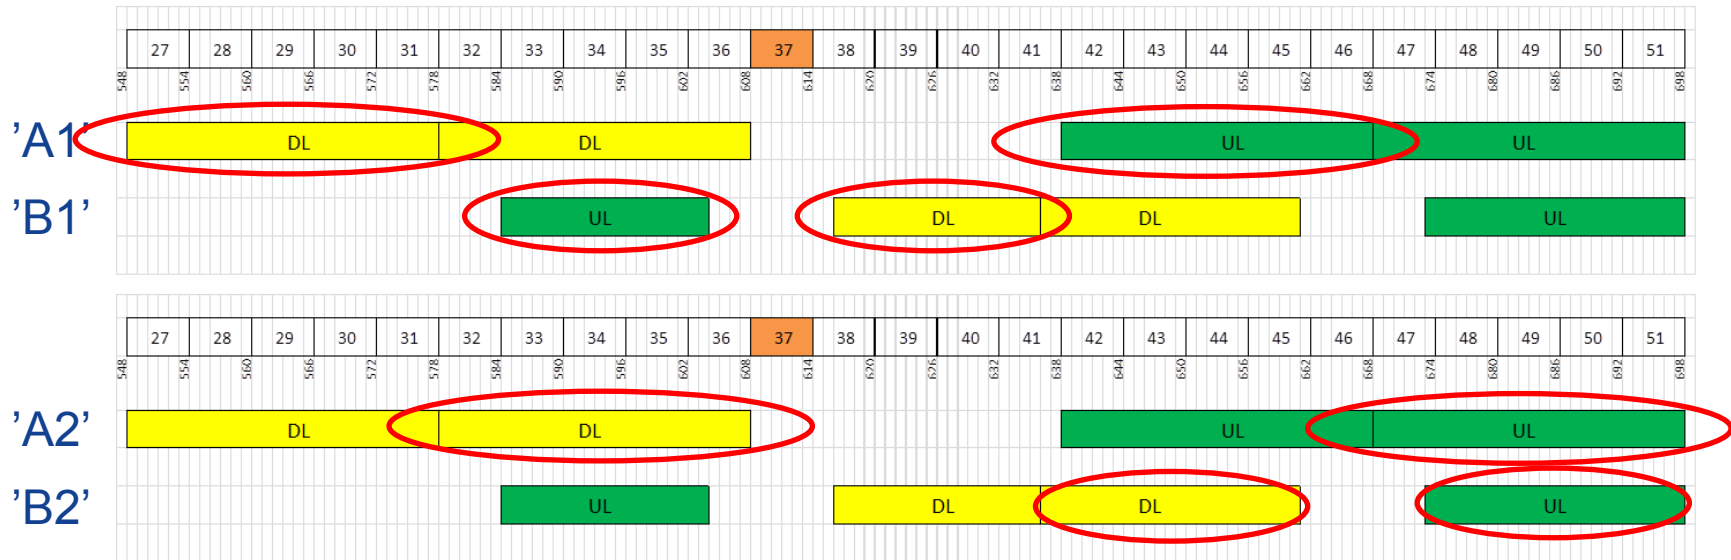 27 28 29 30 31 32 33 34 35 36 37 38 39 40 41 42 43 44 45 46 47 48 49 50 51
548 554 560 566 572 578 584 590 596 602 608 614 620 626 632 638 644 650 656 662 668 674 680 686 692 698
’A1’ DL DL UL UL
’B1’ UL DL DL UL
27 28 29 30 31 32 33 34 35 36 37 38 39 40 41 42 43 44 45 46 47 48 49 50 51
548 554 560 566 572 578 584 590 596 602 608 614 620 626 632 638 644 650 656 662 668 674 680 686 692 698
’A2’ DL DL UL UL
’B2’ UL DL DL UL